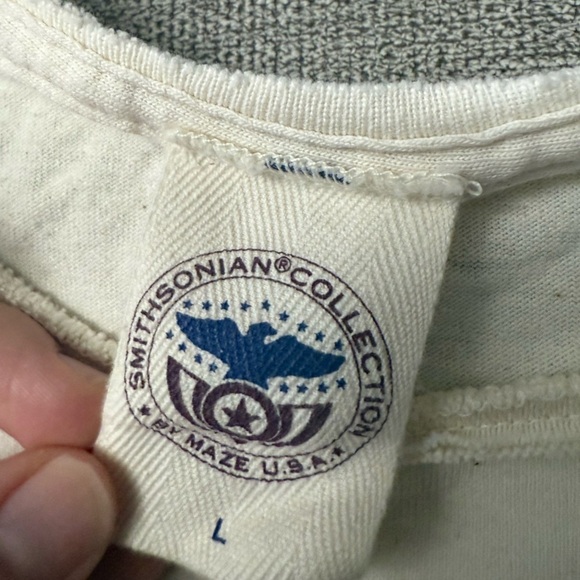 SMITHSONIAN® COLLECTION
★ BY MAZE U.S.A. ★
L